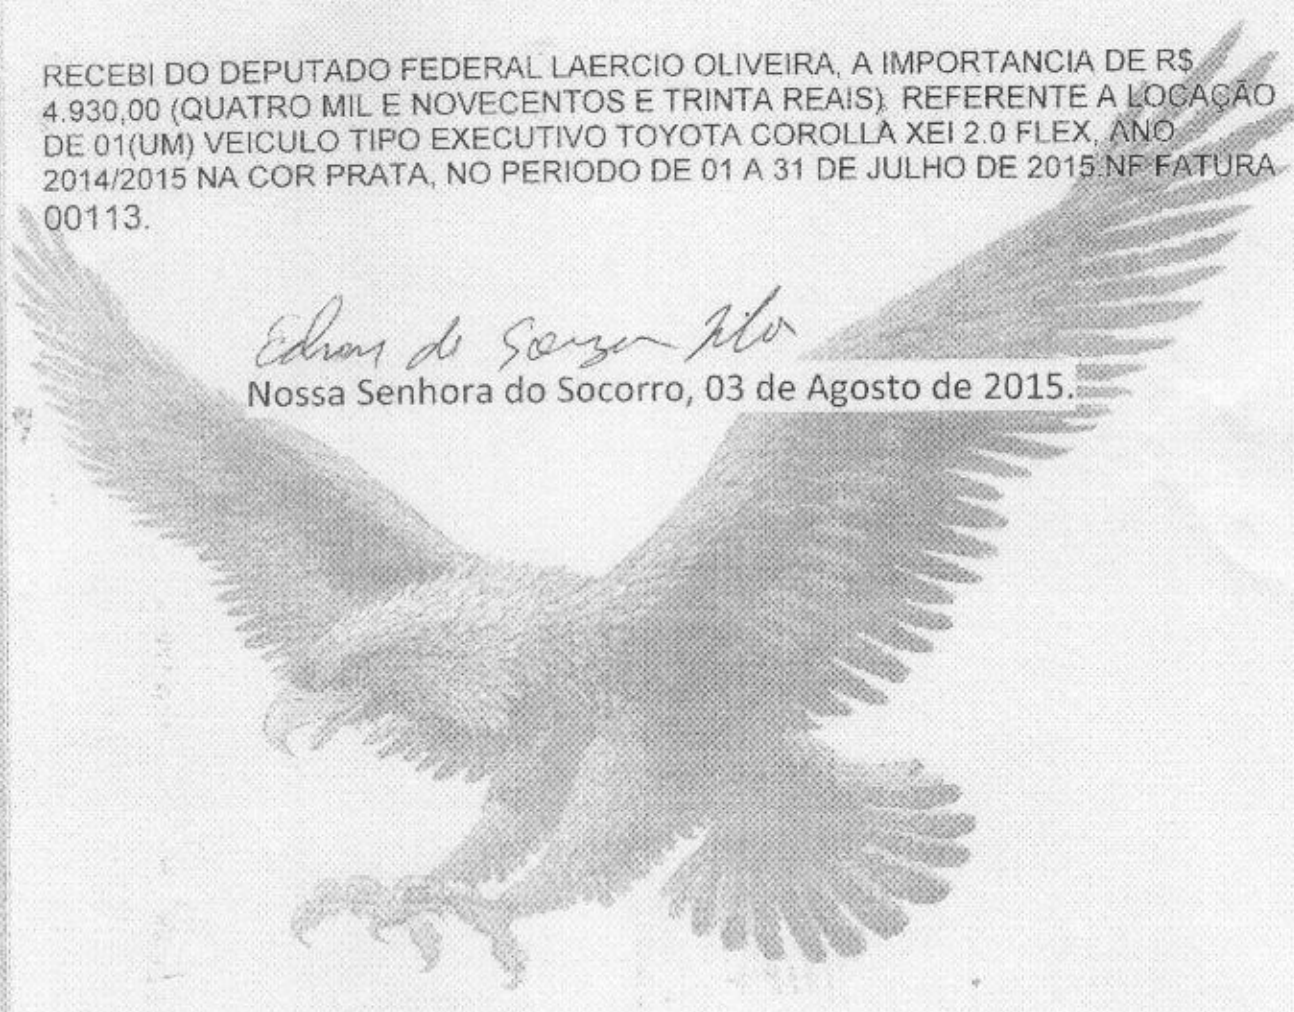 RECEBI DO DEPUTADO FEDERAL LAERCIO OLIVEIRA, A IMPORTANCIA DE R$
4.930,00 (QUATRO MIL E NOVECENTOS E TRINTA REAIS) REFERENTE A LOCAÇÃO
DE 01(UM) VEICULO TIPO EXECUTIVO TOYOTA COROLLA XEI 2.0 FLEX, ANO
2014/2015 NA COR PRATA, NO PERIODO DE 01 A 31 DE JULHO DE 2015.NF FATURA
00113.
de Souza
Nossa Senhora do Socorro, 03 de Agosto de 2015.